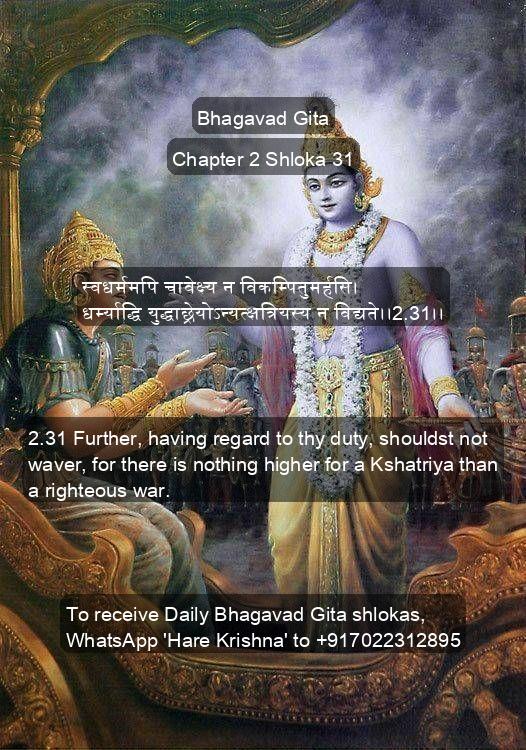 Bhagavad Gita
Chapter 2 Shloka 31
स्वधर्ममपि चावेक्ष्य न विकम्पितुमर्हसि।
धर्म्याद्धि युद्धाछ्रेयोऽन्यत्क्षत्रियस्य न विद्यते।।2.31।।
2.31 Further, having regard to thy duty, shouldst not
waver, for there is nothing higher for a Kshatriya than
a righteous war.
To receive Daily Bhagavad Gita shlokas,
WhatsApp 'Hare Krishna' to +917022312895